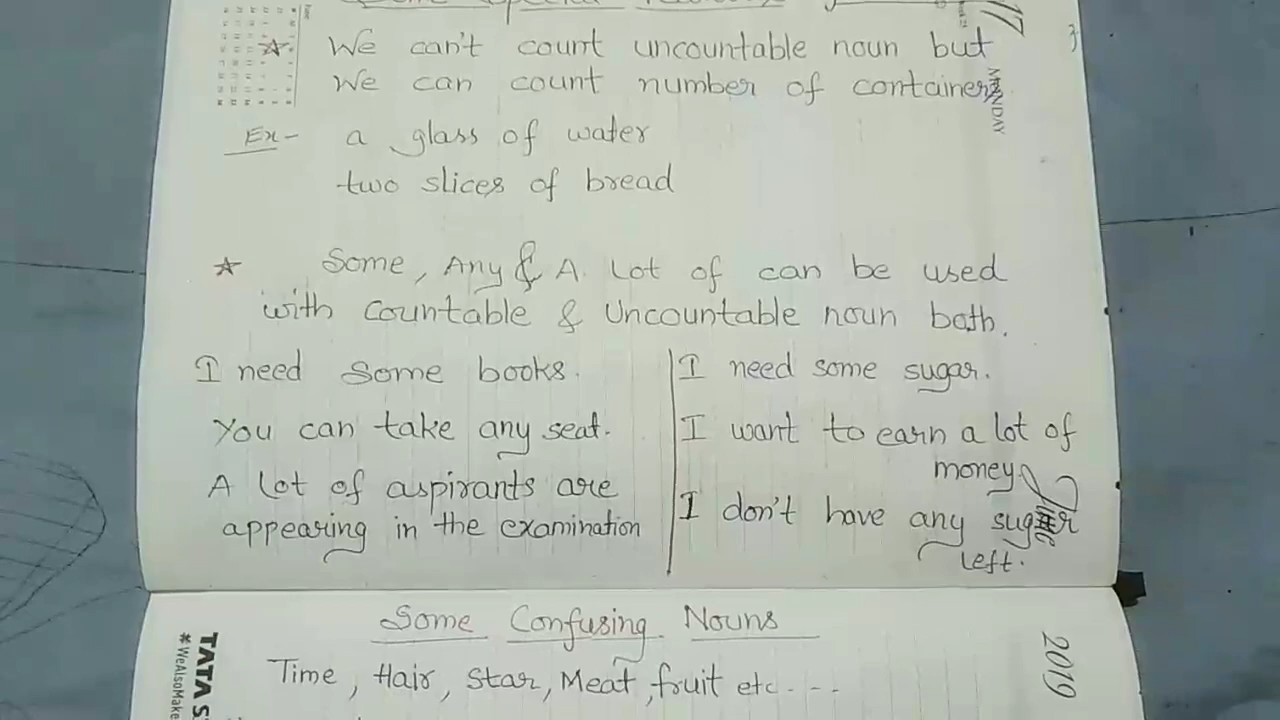 17
MONDAY
☆ We can't count uncountable noun but
We can count number of containers
Ex- a glass of water
two slices of bread
☆ Some, Any & A Lot of can be used
with Countable & Uncountable noun both.
I need some books.
You can take any seat.
A Lot of aspirants are
appearing in the examination
I need some sugar.
I want to earn a lot of
money
I don't have any sugar
left.
Some Confusing Nouns
Time, Hair, Star, Meat, fruit etc....
2019
TATA S
#WeAlsoMake